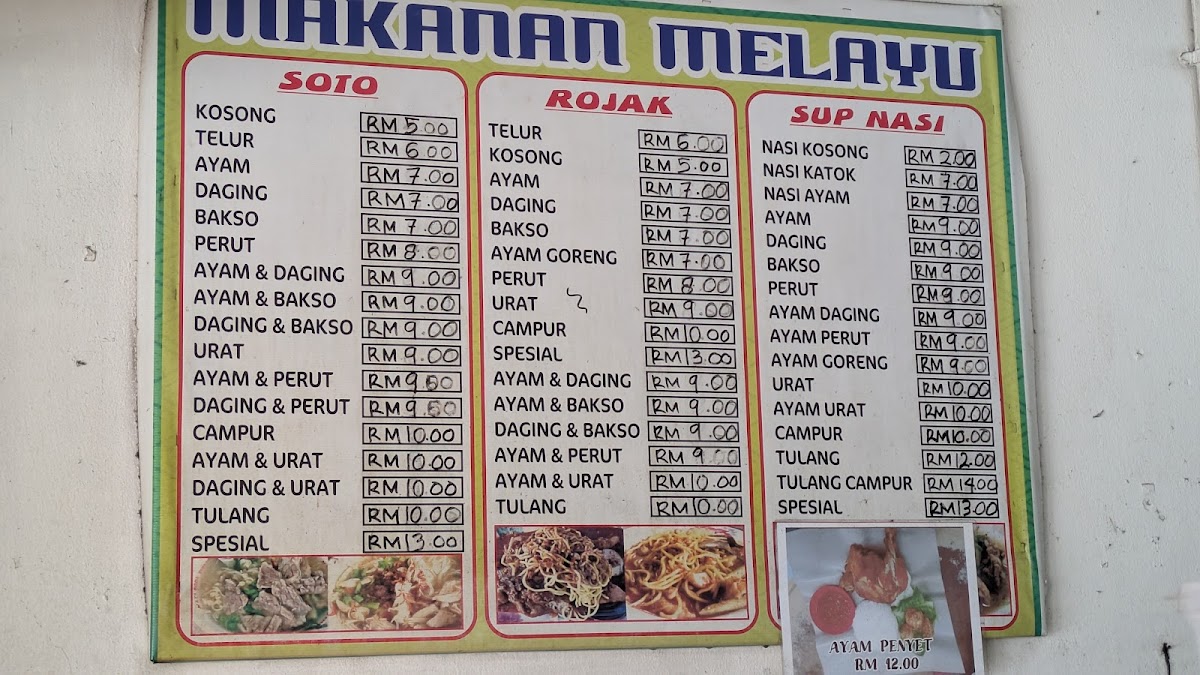 MAKANAN MELAYU
SOTO
KOSONG RM 5.00
TELUR RM 6.00
AYAM RM 7.00
DAGING RM 7.00
BAKSO RM 7.00
PERUT RM 8.00
AYAM & DAGING RM 9.00
AYAM & BAKSO RM 9.00
DAGING & BAKSO RM 9.00
URAT RM 9.00
AYAM & PERUT RM 9.50
DAGING & PERUT RM 9.50
CAMPUR RM 10.00
AYAM & URAT RM 10.00
DAGING & URAT RM 10.00
TULANG RM 10.00
SPESIAL RM 13.00
ROJAK
TELUR RM 6.00
KOSONG RM 5.00
AYAM RM 7.00
DAGING RM 7.00
BAKSO RM 7.00
AYAM GORENG RM 7.00
PERUT RM 8.00
URAT RM 9.00
CAMPUR RM 10.00
SPESIAL RM 13.00
AYAM & DAGING RM 9.00
AYAM & BAKSO RM 9.00
DAGING & BAKSO RM 9.00
AYAM & PERUT RM 9.00
AYAM & URAT RM 10.00
TULANG RM 10.00
SUP NASI
NASI KOSONG RM 2.00
NASI KATOK RM 7.00
NASI AYAM RM 7.00
AYAM RM 9.00
DAGING RM 9.00
BAKSO RM 9.00
PERUT RM 9.00
AYAM DAGING RM 9.00
AYAM PERUT RM 9.00
AYAM GORENG RM 9.00
URAT RM 10.00
AYAM URAT RM 10.00
CAMPUR RM 10.00
TULANG RM 12.00
TULANG CAMPUR RM 14.00
SPESIAL RM 13.00
AYAM PENYET
RM 12.00